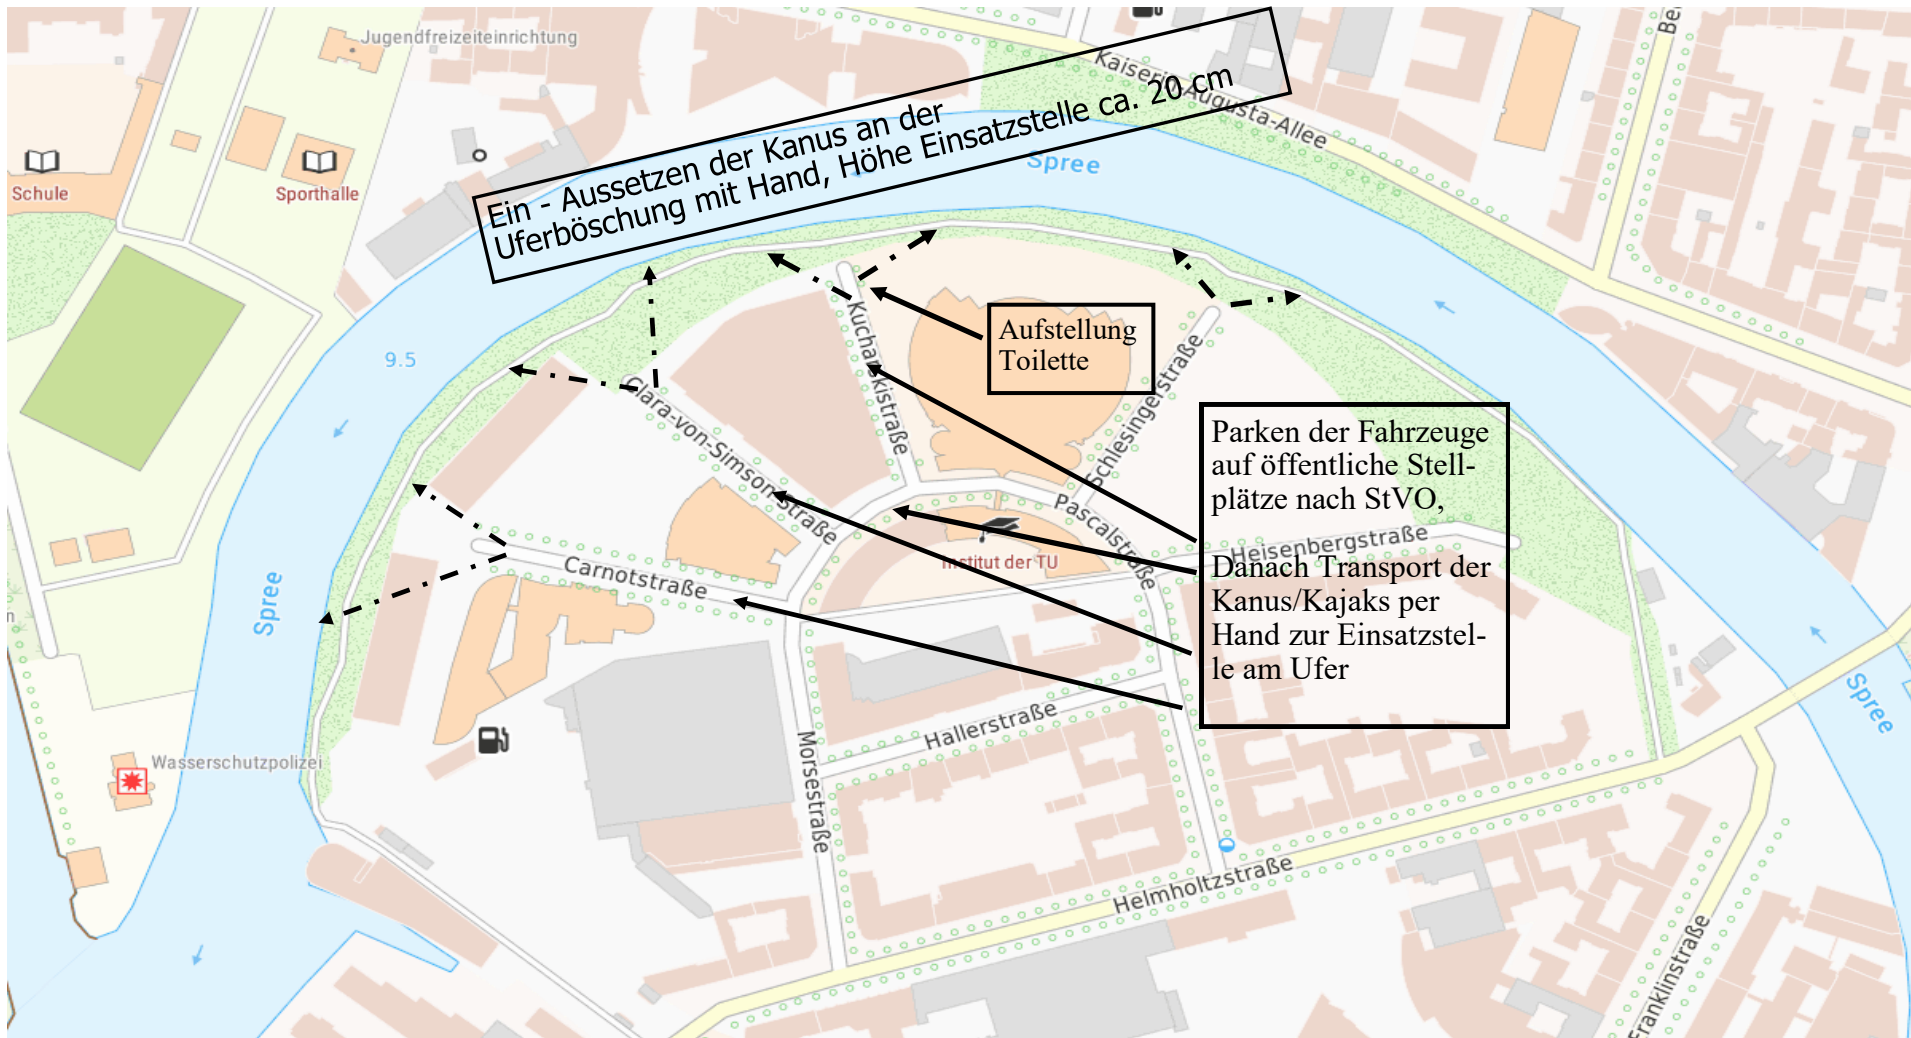 Jugendfreizeiteinrichtung
Schule
Sporthalle
Kaiserin-Augusta-Allee
Ein - Aussetzen der Kanus an der
Uferböschung mit Hand, Höhe Einsatzstelle ca. 20 cm
Spree
9.5
Aufstellung
Toilette
Kucharskistraße
Schlesingerstraße
Clara-von-Simson-Straße
Parken der Fahrzeuge
auf öffentliche Stell-
plätze nach StVO,
Danach Transport der
Kanus/Kajaks per
Hand zur Einsatzstel-
le am Ufer
Pascalstraße
Heisenbergstraße
Institut der TU
Carnotstraße
Spree
n
Spree
Hallerstraße
Morsestraße
Wasserschutzpolizei
Helmholtzstraße
Franklinstraße
Be